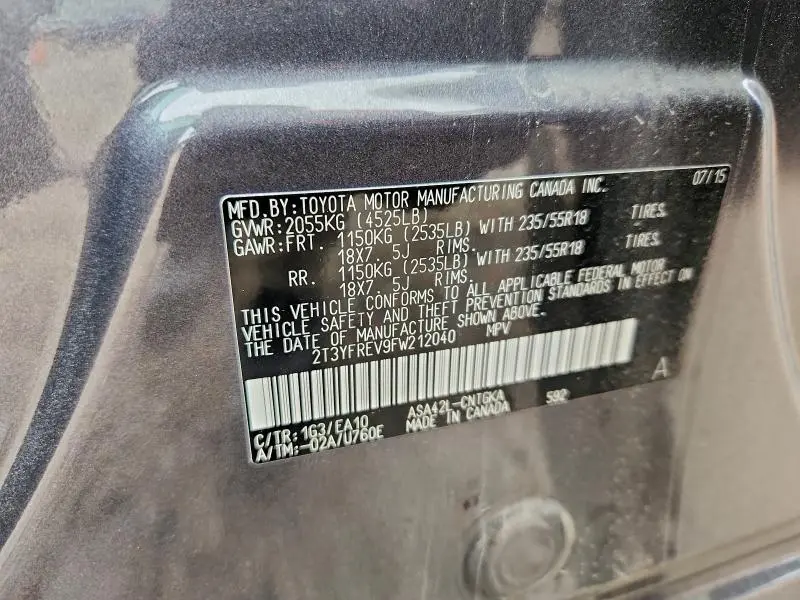 MFD.BY:TOYOTA MOTOR MANUFACTURING CANADA INC. 07/15
GVWR:2055KG (4525LB)
GAWR:FRT. 1150KG (2535LB) WITH 235/55R18 TIRES,
18X7. 5J RIMS.
RR. 1150KG (2535LB) WITH 235/55R18 TIRES,
18X7. 5J RIMS.
THIS VEHICLE CONFORMS TO ALL APPLICABLE FEDERAL MOTOR
VEHICLE SAFETY AND THEFT PREVENTION STANDARDS IN EFFECT ON
THE DATE OF MANUFACTURE SHOWN ABOVE.
2T3YFREV9FW212040 MPV
A
C/TR:1G3/EA10 ASA42L-CNTGKA 592
A/TM:-02A/U760E MADE IN CANADA